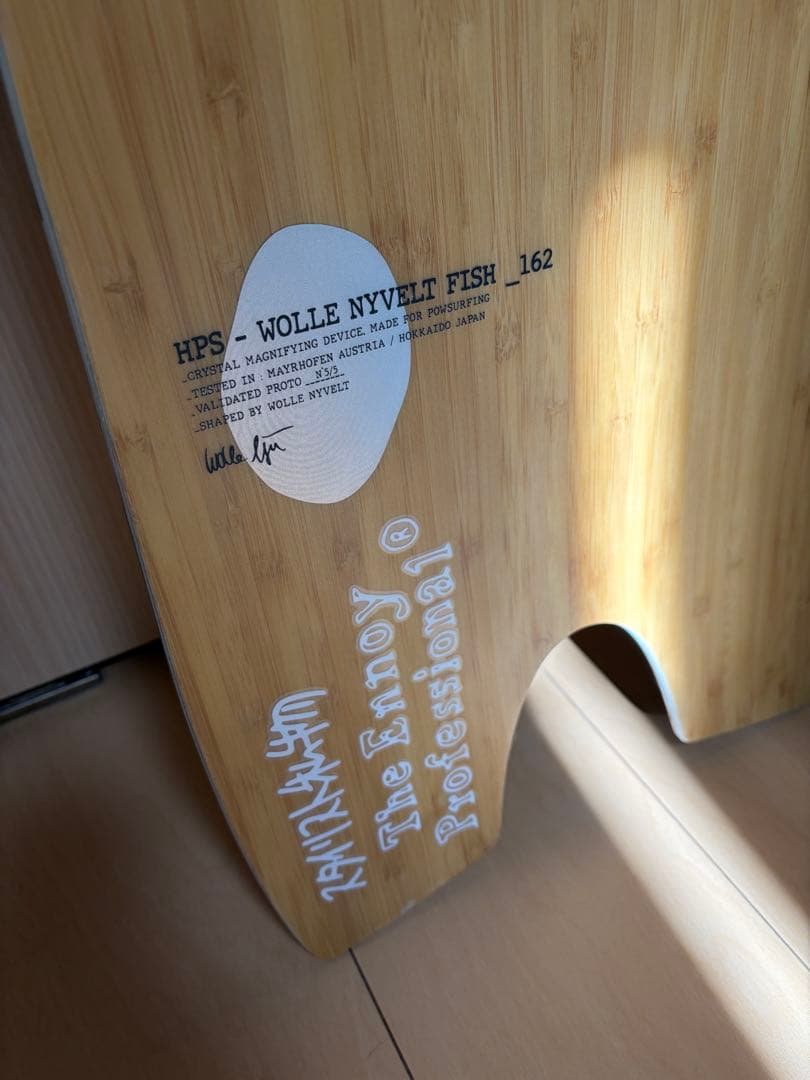 HPS - WOLLE NYVELT FISH _162
_CRYSTAL MAGNIFYING DEVICE. MADE FOR POWSURFING
_TESTED IN : MAYRHOFEN AUSTRIA / HOKKAIDO JAPAN
_VALIDATED PROTO N°5/5
_SHAPED BY WOLLE NYVELT
Wolle
The Ennoy ®
Professional